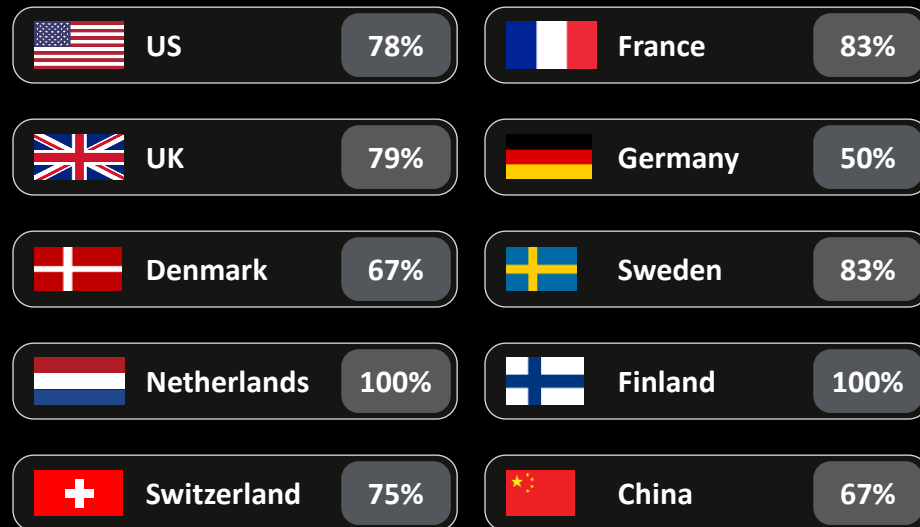 US 78%
France 83%
UK 79%
Germany 50%
Denmark 67%
Sweden 83%
Netherlands 100%
Finland 100%
Switzerland 75%
China 67%